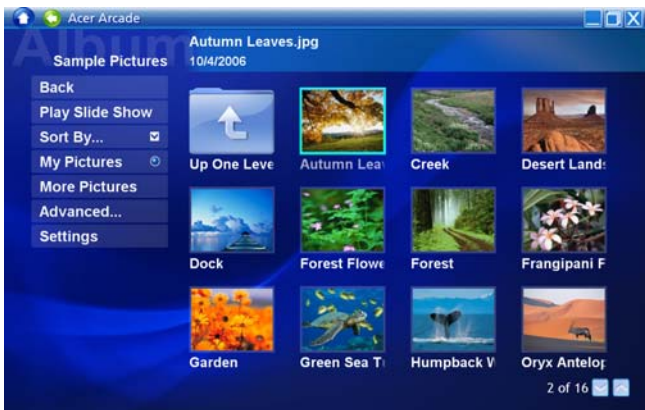 Acer Arcade
Album
Autumn Leaves.jpg
Sample Pictures
10/4/2006
Back
Play Slide Show
Sort By...
My Pictures
More Pictures
Advanced...
Settings
Up One Leve
Autumn Leav
Creek
Desert Lands
Dock
Forest Flowe
Forest
Frangipani F
Garden
Green Sea T
Humpback W
Oryx Antelop
2 of 16